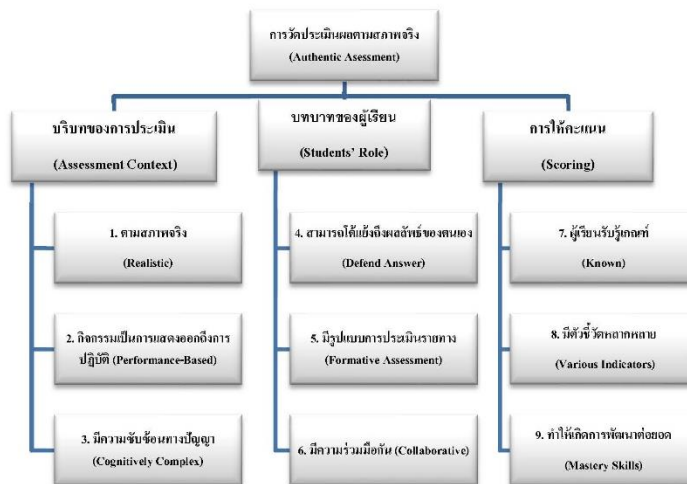 การวัดประเมินผลตามสภาพจริง
(Authentic Asessment)
บริบทของการประเมิน
(Assessment Context)
1. ตามสภาพจริง
(Realistic)
2. กิจกรรมเป็นการแสดงออกถึงการ
ปฏิบัติ (Performance-Based)
3. มีความซับซ้อนทางปัญญา
(Cognitively Complex)
บทบาทของผู้เรียน
(Students’ Role)
4. สามารถโต้แย้งถึงผลลัพธ์ของตนเอง
(Defend Answer)
5. มีรูปแบบการประเมินรายทาง
(Formative Assessment)
6. มีความร่วมมือกัน (Collaborative)
การให้คะแนน
(Scoring)
7. ผู้เรียนรับรู้เกณฑ์
(Known)
8. มีตัวชี้วัดหลากหลาย
(Various Indicators)
9. ทำให้เกิดการพัฒนาต่อยอด
(Mastery Skills)